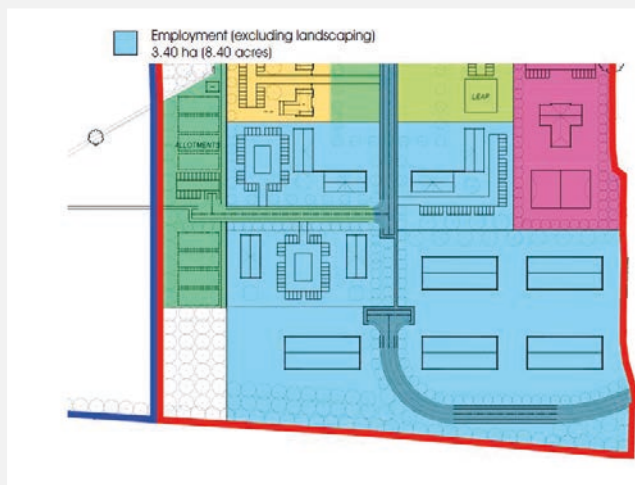 Employment (excluding landscaping)
3.40 ha (8.40 acres)
LEAP
ALLOTMENTS